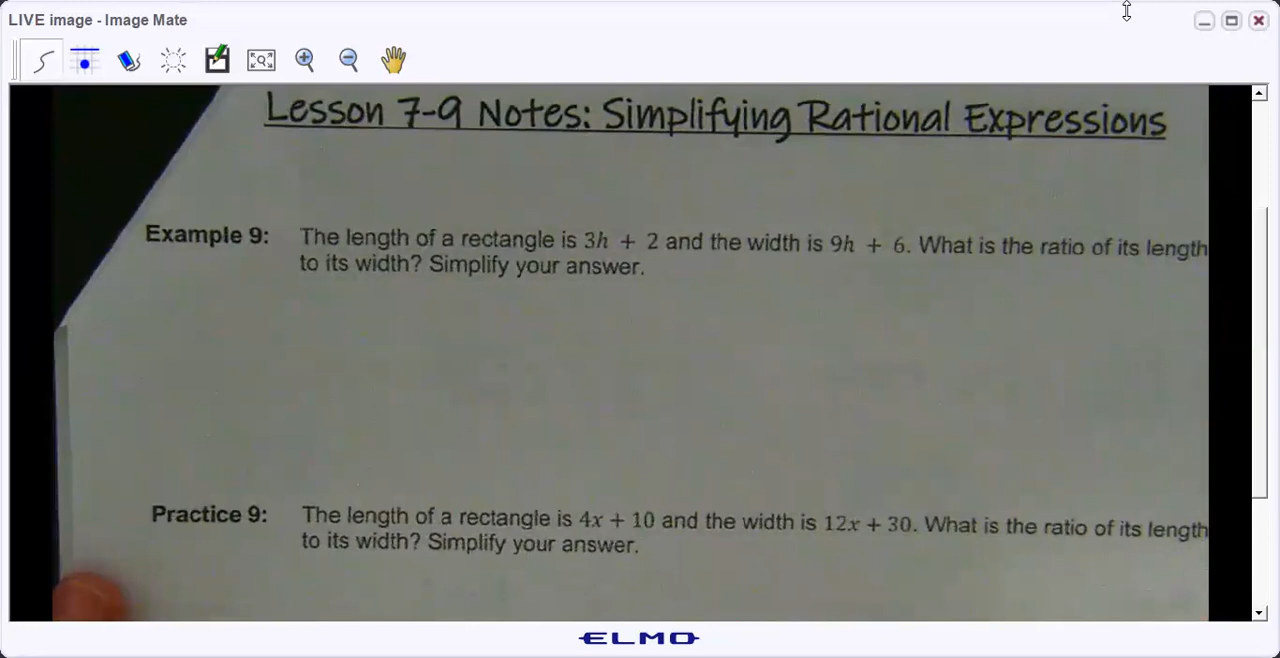 LIVE image - Image Mate
Lesson 7-9 Notes: Simplifying Rational Expressions
Example 9: The length of a rectangle is 3h + 2 and the width is 9h + 6. What is the ratio of its length
to its width? Simplify your answer.
Practice 9: The length of a rectangle is 4x + 10 and the width is 12x + 30. What is the ratio of its length
to its width? Simplify your answer.
ELMO